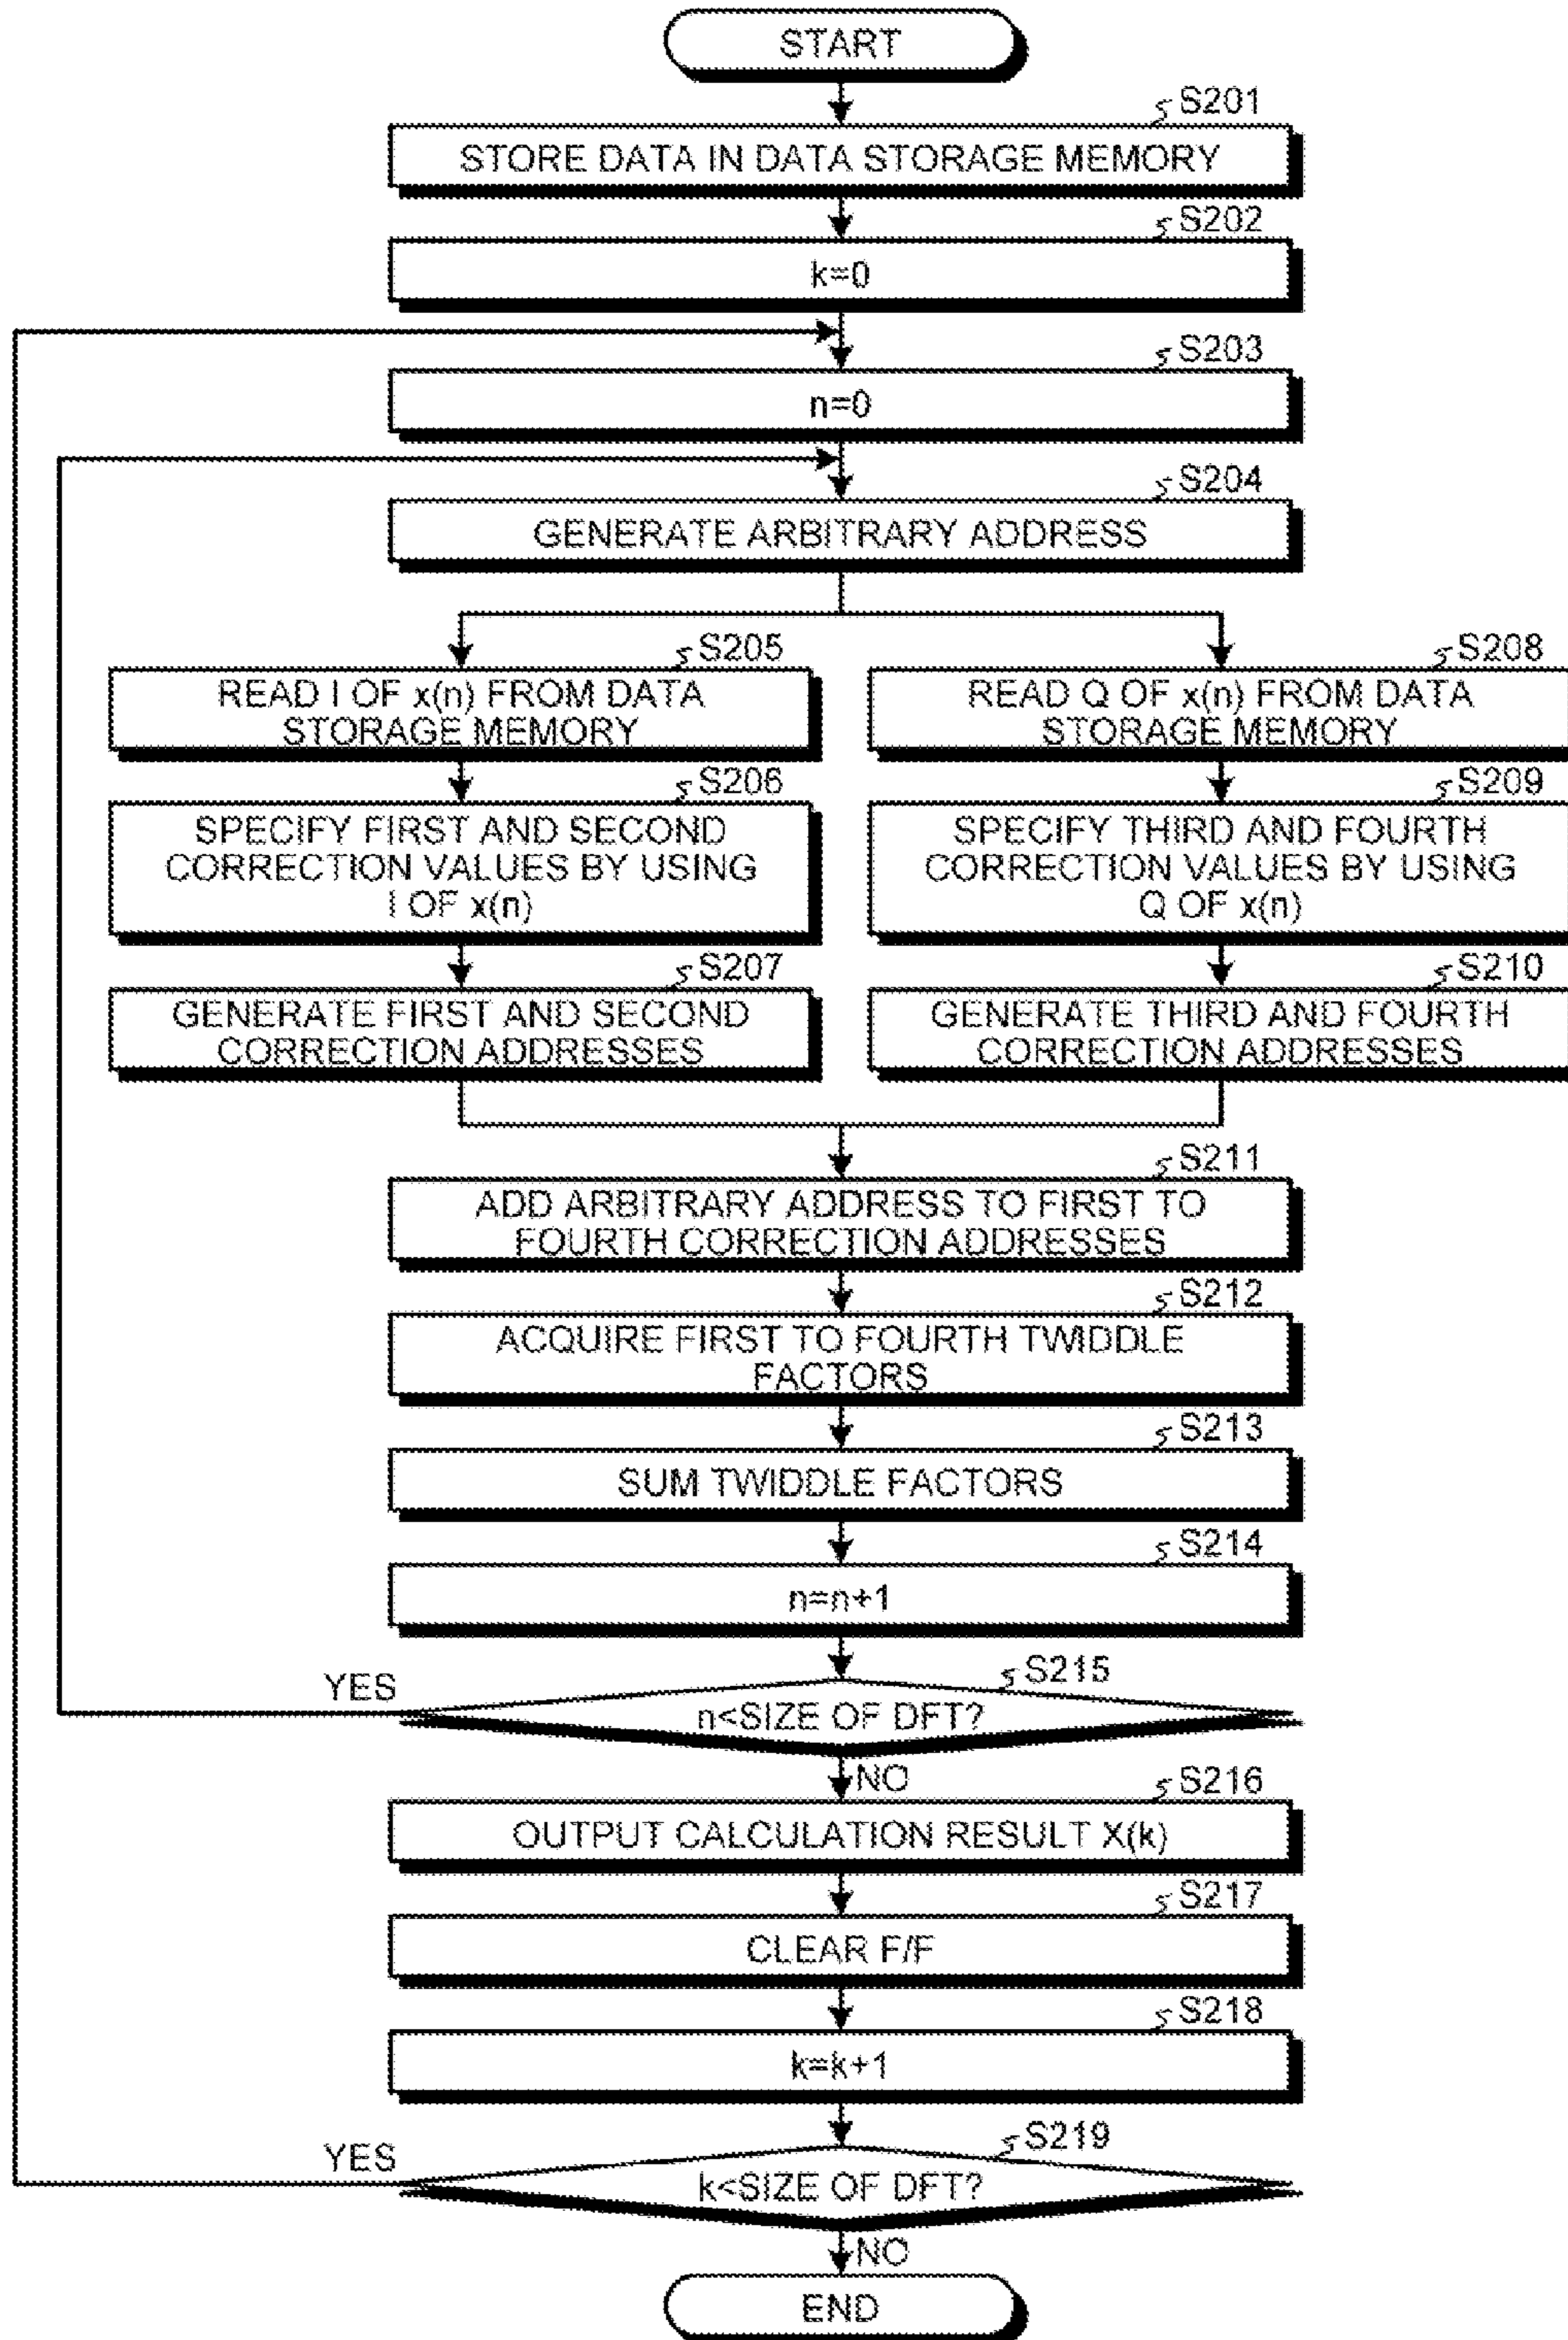 START
S201
STORE DATA IN DATA STORAGE MEMORY
S202
k=0
S203
n=0
S204
GENERATE ARBITRARY ADDRESS
S205
READ I OF x(n) FROM DATA
STORAGE MEMORY
S206
SPECIFY FIRST AND SECOND
CORRECTION VALUES BY USING
I OF x(n)
S207
GENERATE FIRST AND SECOND
CORRECTION ADDRESSES
S208
READ Q OF x(n) FROM DATA
STORAGE MEMORY
S209
SPECIFY THIRD AND FOURTH
CORRECTION VALUES BY USING
Q OF x(n)
S210
GENERATE THIRD AND FOURTH
CORRECTION ADDRESSES
S211
ADD ARBITRARY ADDRESS TO FIRST TO
FOURTH CORRECTION ADDRESSES
S212
ACQUIRE FIRST TO FOURTH TWIDDLE
FACTORS
S213
SUM TWIDDLE FACTORS
S214
n=n+1
S215
YES
n<SIZE OF DFT?
NO
S216
OUTPUT CALCULATION RESULT X(k)
S217
CLEAR F/F
S218
k=k+1
S219
YES
k<SIZE OF DFT?
NO
END